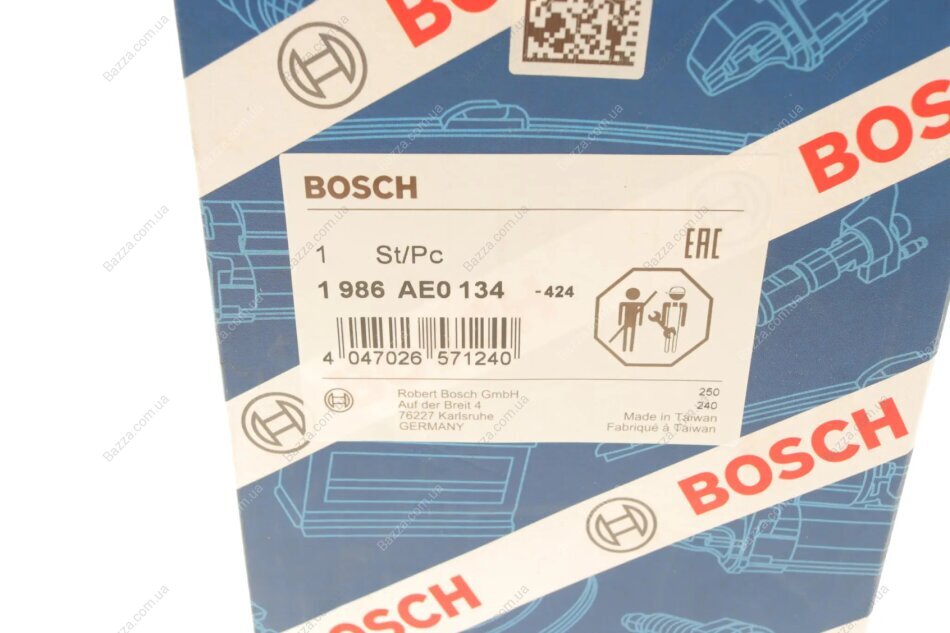 BOSCH
BOSCH
EAC
1 St/Pc
1 986 AE0 134 -424
4 047026 571240
Robert Bosch GmbH
Auf der Breit 4
76227 Karlsruhe
GERMANY
250
240
Made in Taiwan
Fabriqué à Taiwan
BOSCH
BOSCH
Bazza.com.ua